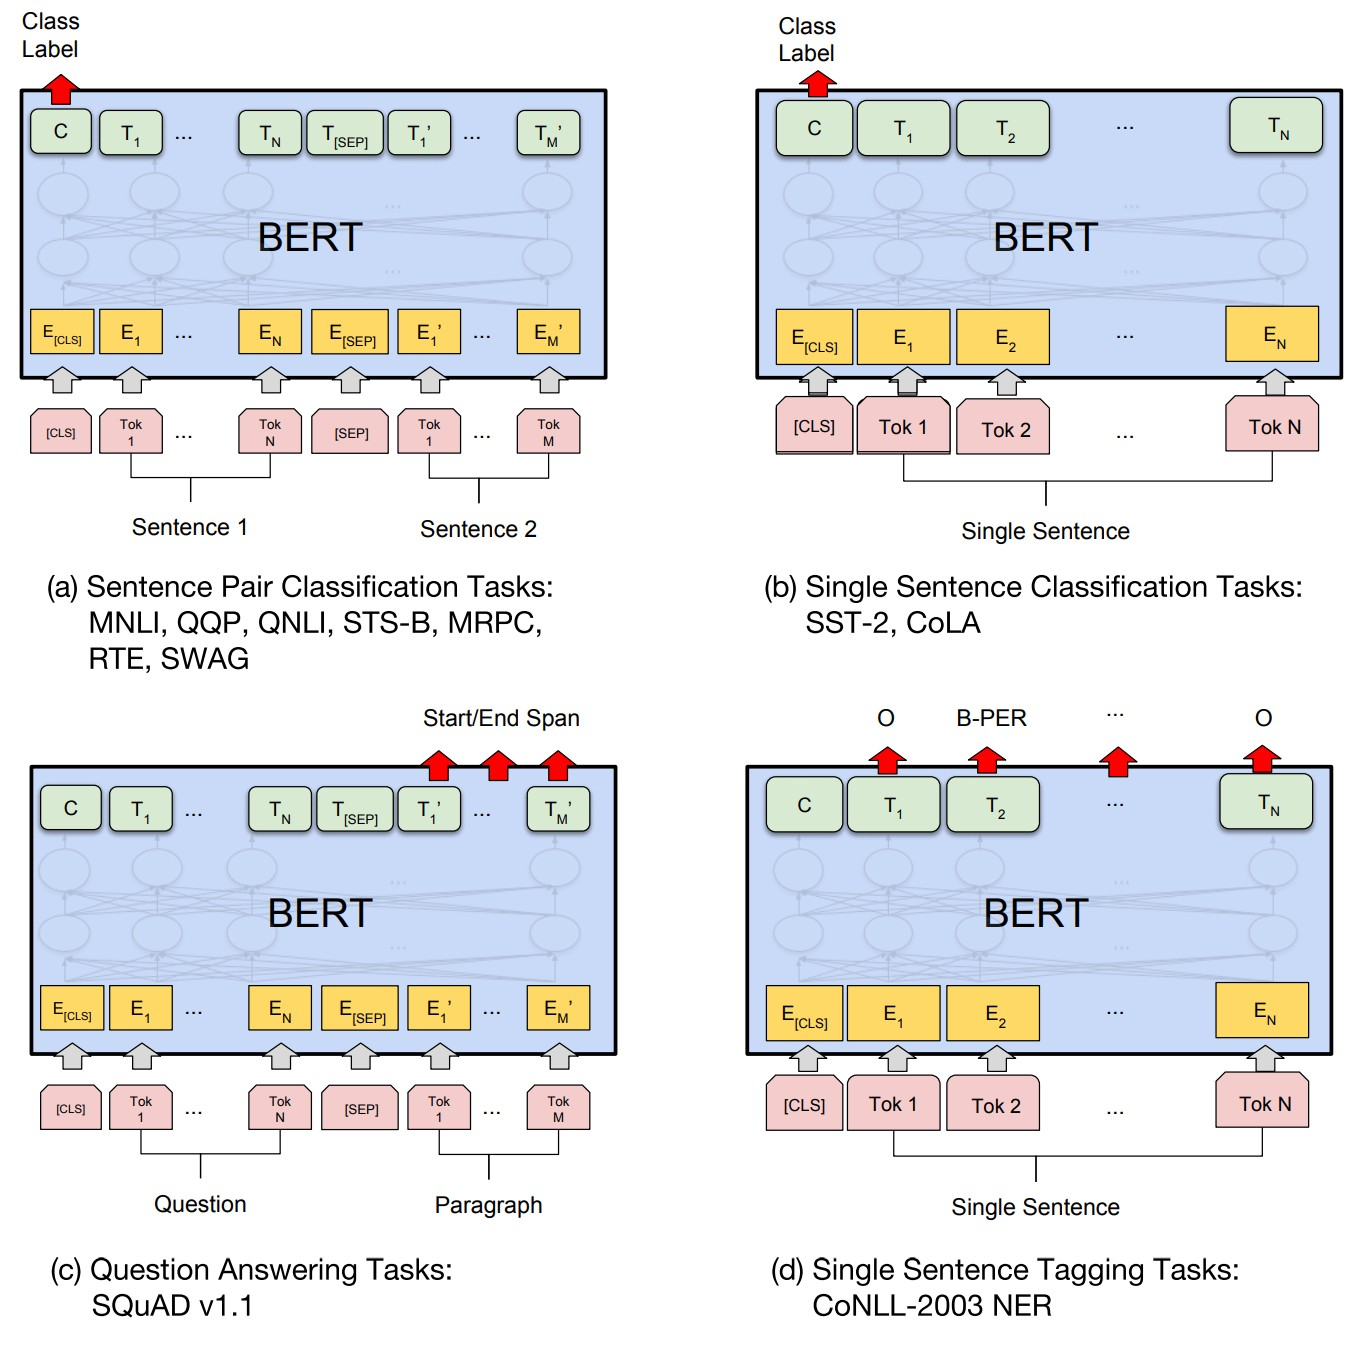 Class
Label
C T1 ... TN T[SEP] T1’ ... TM’
BERT
E[CLS] E1 ... EN E[SEP] E1’ ... EM’
[CLS] Tok 1 ... Tok N [SEP] Tok 1 ... Tok M
Sentence 1 Sentence 2
(a) Sentence Pair Classification Tasks:
MNLI, QQP, QNLI, STS-B, MRPC,
RTE, SWAG
Class
Label
C T1 T2 ... TN
BERT
E[CLS] E1 E2 ... EN
[CLS] Tok 1 Tok 2 ... Tok N
Single Sentence
(b) Single Sentence Classification Tasks:
SST-2, CoLA
Start/End Span
C T1 ... TN T[SEP] T1’ ... TM’
BERT
E[CLS] E1 ... EN E[SEP] E1’ ... EM’
[CLS] Tok 1 ... Tok N [SEP] Tok 1 ... Tok M
Question Paragraph
(c) Question Answering Tasks:
SQuAD v1.1
O B-PER ... O
C T1 T2 ... TN
BERT
E[CLS] E1 E2 ... EN
[CLS] Tok 1 Tok 2 ... Tok N
Single Sentence
(d) Single Sentence Tagging Tasks:
CoNLL-2003 NER